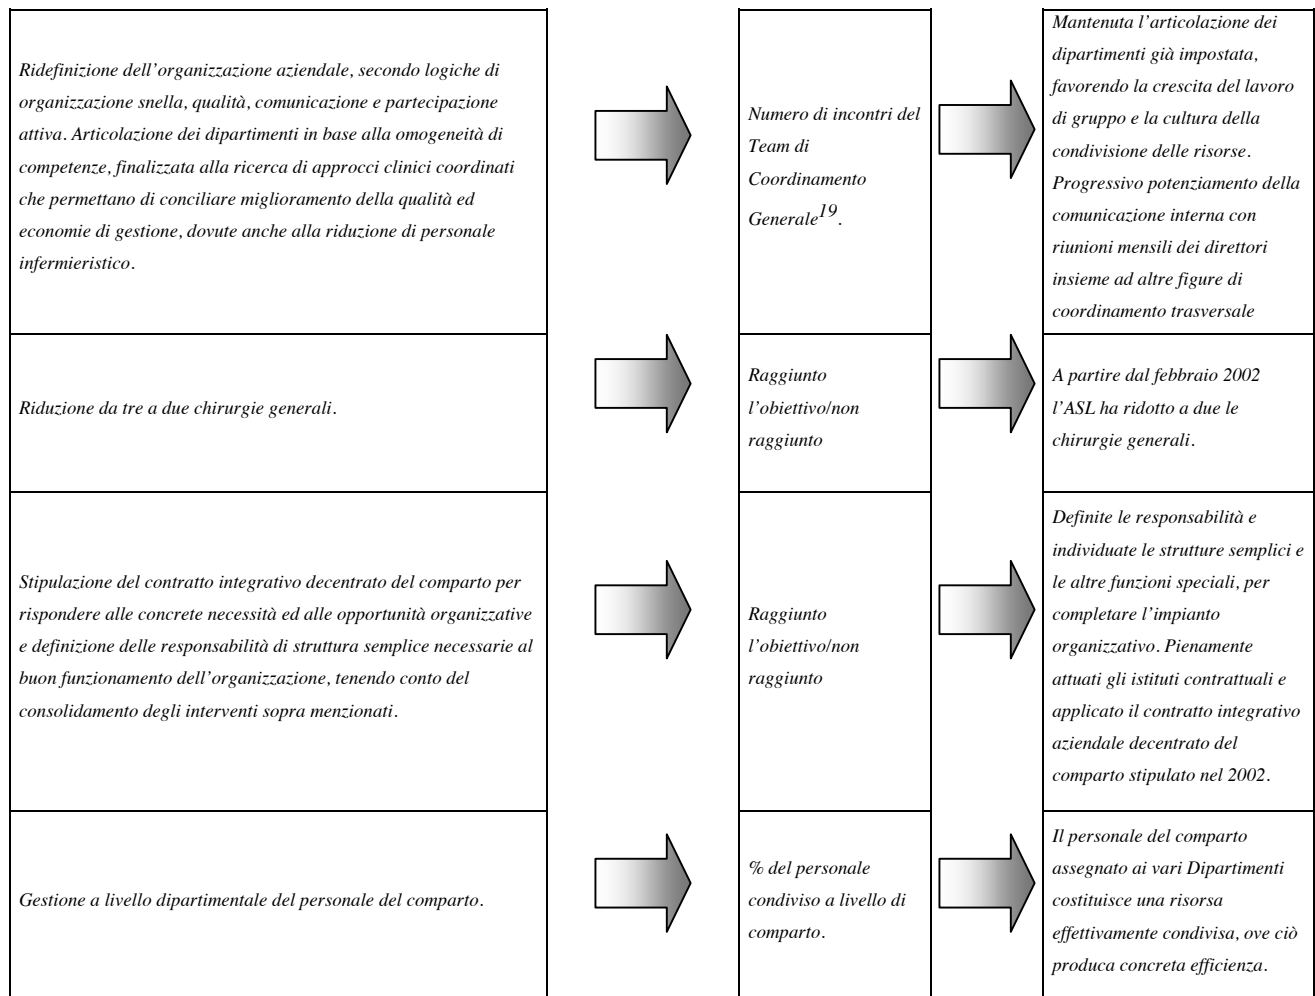 Ridefinizione dell'organizzazione aziendale, secondo logiche di
organizzazione snella, qualità, comunicazione e partecipazione
attiva. Articolazione dei dipartimenti in base alla omogeneità di
competenze, finalizzata alla ricerca di approcci clinici coordinati
che permettano di conciliare miglioramento della qualità ed
economie di gestione, dovute anche alla riduzione di personale
infermieristico.
Numero di incontri del
Team di
Coordinamento
Generale19.
Mantenuta l'articolazione dei
dipartimenti già impostata,
favorendo la crescita del lavoro
di gruppo e la cultura della
condivisione delle risorse.
Progressivo potenziamento della
comunicazione interna con
riunioni mensili dei direttori
insieme ad altre figure di
coordinamento trasversale
Riduzione da tre a due chirurgie generali.
Raggiunto
l'obiettivo/non
raggiunto
A partire dal febbraio 2002
l'ASL ha ridotto a due le
chirurgie generali.
Stipulazione del contratto integrativo decentrato del comparto per
rispondere alle concrete necessità ed alle opportunità organizzative
e definizione delle responsabilità di struttura semplice necessarie al
buon funzionamento dell'organizzazione, tenendo conto del
consolidamento degli interventi sopra menzionati.
Raggiunto
l'obiettivo/non
raggiunto
Definite le responsabilità e
individuate le strutture semplici e
le altre funzioni speciali, per
completare l'impianto
organizzativo. Pienamente
attuati gli istituti contrattuali e
applicato il contratto integrativo
aziendale decentrato del
comparto stipulato nel 2002.
Gestione a livello dipartimentale del personale del comparto.
% del personale
condiviso a livello di
comparto.
Il personale del comparto
assegnato ai vari Dipartimenti
costituisce una risorsa
effettivamente condivisa, ove ciò
produca concreta efficienza.